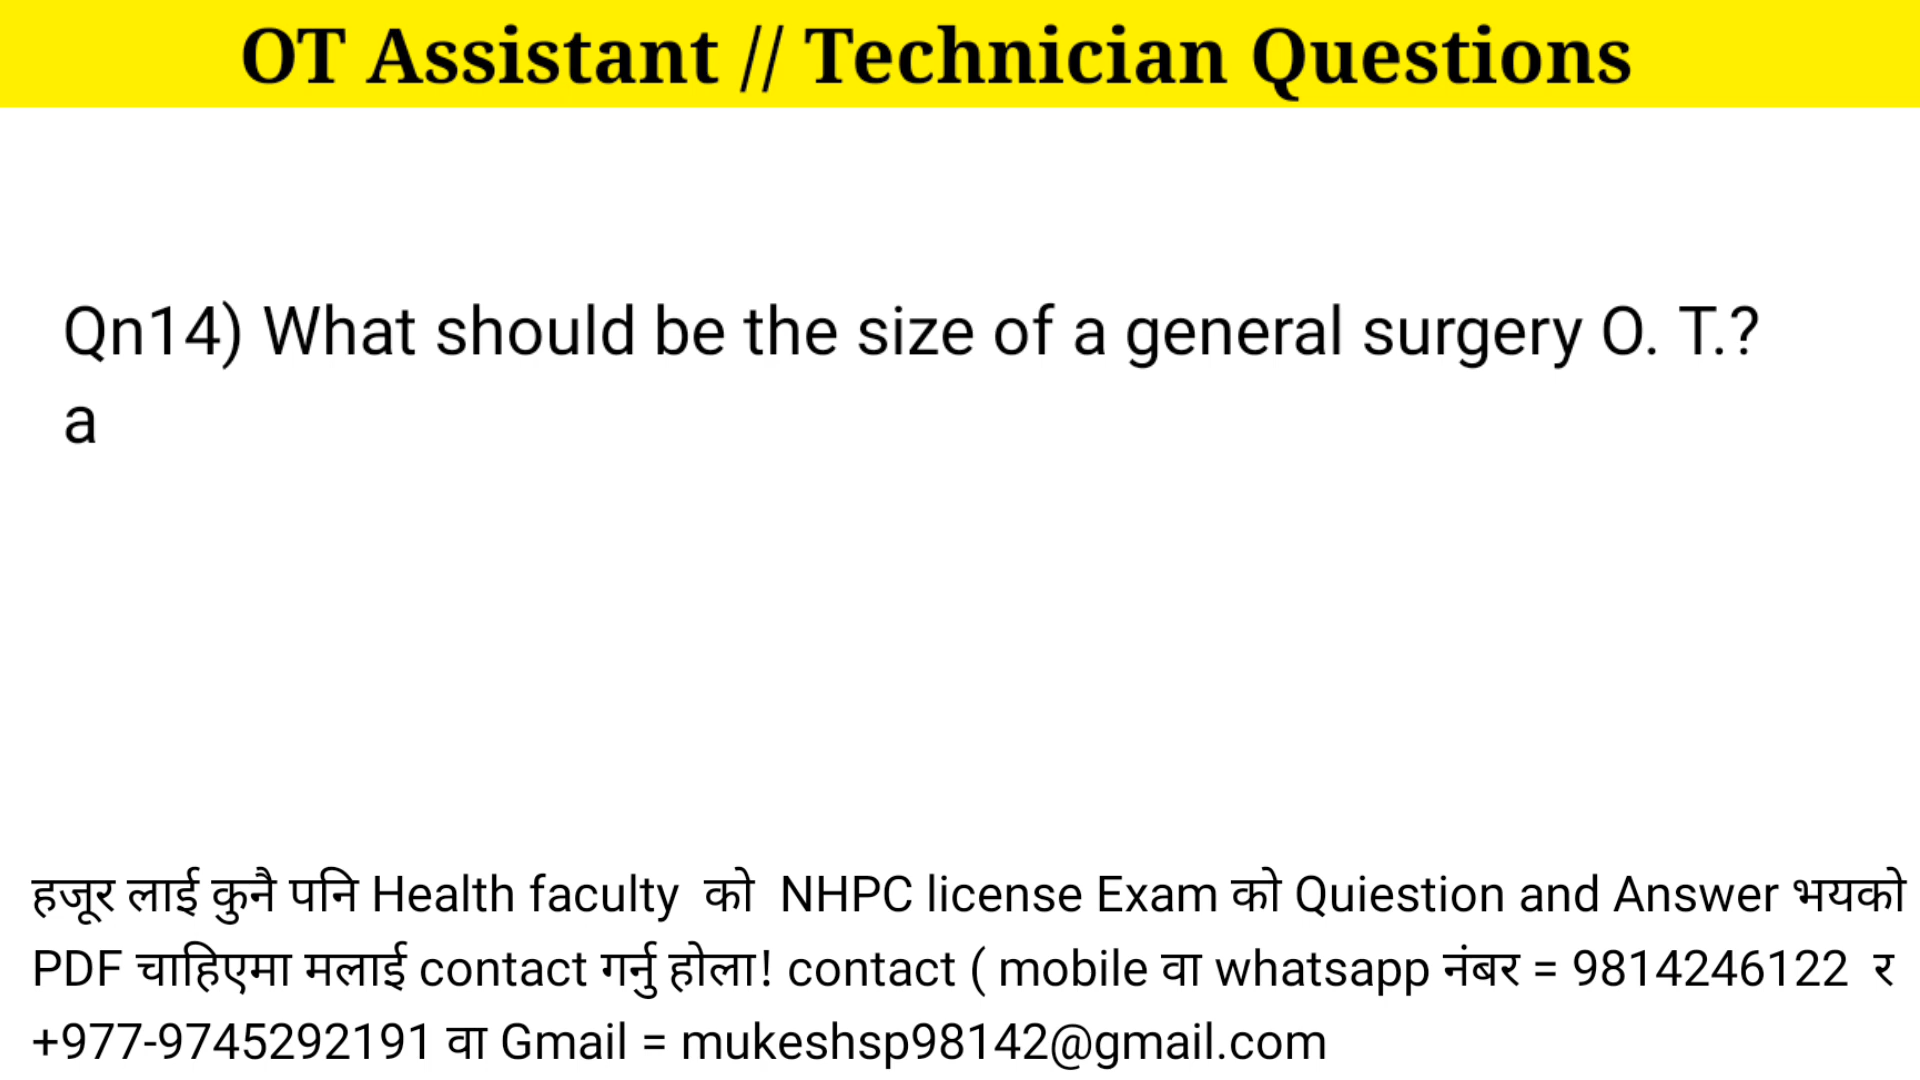 OT Assistant // Technician Questions
Qn14) What should be the size of a general surgery O. T.?
a
हजूर लाई कुनै पनि Health faculty को NHPC license Exam को Quiestion and Answer भयको
PDF चाहिएमा मलाई contact गर्नु होला! contact ( mobile वा whatsapp नंबर = 9814246122 र
+977-9745292191 वा Gmail = mukeshsp98142@gmail.com